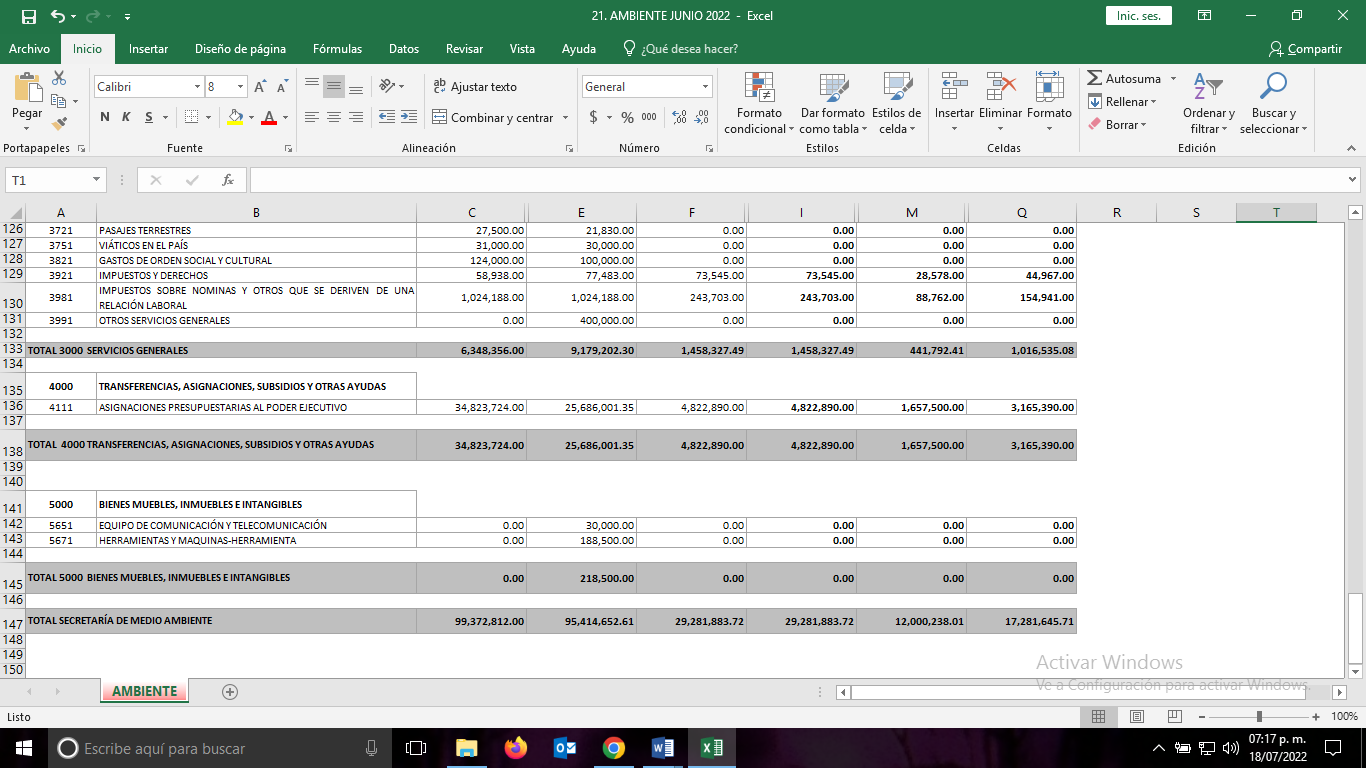 21. AMBIENTE JUNIO 2022 - Excel
Inic. ses.
Archivo Inicio Insertar Diseño de página Fórmulas Datos Revisar Vista Ayuda ¿Qué desea hacer? Compartir
Pegar
Portapapeles
Calibri 8
N K S
Fuente
Ajustar texto
Combinar y centrar
Alineación
General
$ % 000
Número
Formato condicional
Dar formato como tabla
Estilos de celda
Estilos
Insertar Eliminar Formato
Celdas
Autosuma
Rellenar
Borrar
Ordenar y filtrar
Buscar y seleccionar
Edición
T1 fx
A B C E F I M Q R S T
126 3721 PASAJES TERRESTRES 27,500.00 21,830.00 0.00 0.00 0.00 0.00
127 3751 VIÁTICOS EN EL PAÍS 31,000.00 30,000.00 0.00 0.00 0.00 0.00
128 3821 GASTOS DE ORDEN SOCIAL Y CULTURAL 124,000.00 100,000.00 0.00 0.00 0.00 0.00
129 3921 IMPUESTOS Y DERECHOS 58,938.00 77,483.00 73,545.00 73,545.00 28,578.00 44,967.00
130 3981 IMPUESTOS SOBRE NOMINAS Y OTROS QUE SE DERIVEN DE UNA RELACIÓN LABORAL 1,024,188.00 1,024,188.00 243,703.00 243,703.00 88,762.00 154,941.00
131 3991 OTROS SERVICIOS GENERALES 0.00 400,000.00 0.00 0.00 0.00 0.00
132
133 TOTAL 3000 SERVICIOS GENERALES 6,348,356.00 9,179,202.30 1,458,327.49 1,458,327.49 441,792.41 1,016,535.08
134
135 4000 TRANSFERENCIAS, ASIGNACIONES, SUBSIDIOS Y OTRAS AYUDAS
136 4111 ASIGNACIONES PRESUPUESTARIAS AL PODER EJECUTIVO 34,823,724.00 25,686,001.35 4,822,890.00 4,822,890.00 1,657,500.00 3,165,390.00
137
138 TOTAL 4000 TRANSFERENCIAS, ASIGNACIONES, SUBSIDIOS Y OTRAS AYUDAS 34,823,724.00 25,686,001.35 4,822,890.00 4,822,890.00 1,657,500.00 3,165,390.00
139
140
141 5000 BIENES MUEBLES, INMUEBLES E INTANGIBLES
142 5651 EQUIPO DE COMUNICACIÓN Y TELECOMUNICACIÓN 0.00 30,000.00 0.00 0.00 0.00 0.00
143 5671 HERRAMIENTAS Y MAQUINAS-HERRAMIENTA 0.00 188,500.00 0.00 0.00 0.00 0.00
144
145 TOTAL 5000 BIENES MUEBLES, INMUEBLES E INTANGIBLES 0.00 218,500.00 0.00 0.00 0.00 0.00
146
147 TOTAL SECRETARÍA DE MEDIO AMBIENTE 99,372,812.00 95,414,652.61 29,281,883.72 29,281,883.72 12,000,238.01 17,281,645.71
148
149
150
Activar Windows
Ve a Configuración para activar Windows.
AMBIENTE
Listo 100%
Escribe aquí para buscar
07:17 p. m.
18/07/2022